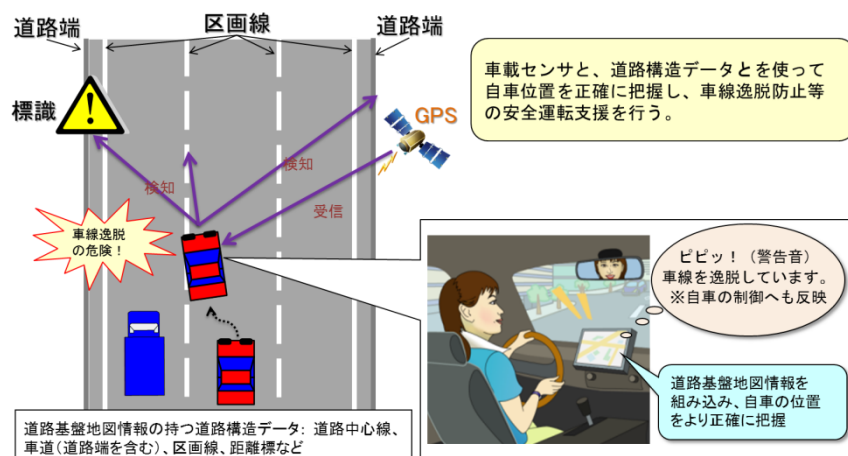 道路端
区画線
道路端
標識
GPS
検知
検知
受信
車線逸脱
の危険！
車載センサと、道路構造データとを使って
自車位置を正確に把握し、車線逸脱防止等
の安全運転支援を行う。
ピピッ！（警告音）
車線を逸脱しています。
※自車の制御へも反映
道路基盤地図情報を
組み込み、自車の位置
をより正確に把握
道路基盤地図情報の持つ道路構造データ： 道路中心線、
車道（道路端を含む）、区画線、距離標など